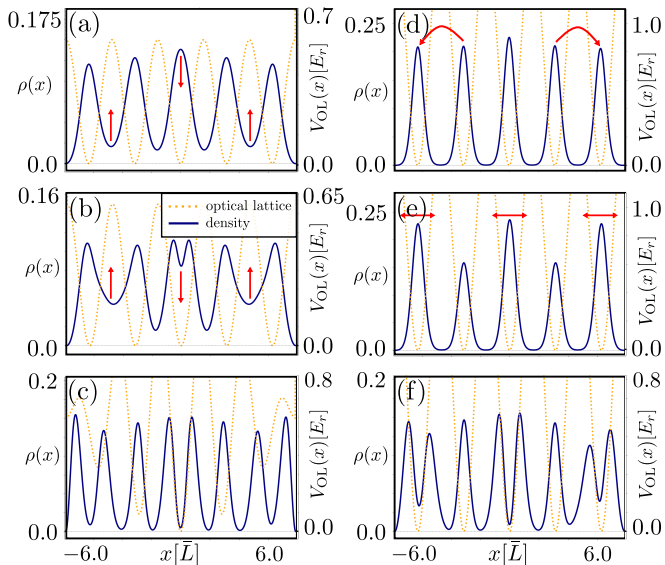 0.175
(a)
0.7
ρ(x)
V_OL(x)[E_r]
0.0
0.0
0.25
(d)
1.0
ρ(x)
V_OL(x)[E_r]
0.0
0.0
0.16
(b)
0.65
optical lattice
density
ρ(x)
V_OL(x)[E_r]
0.0
0.0
0.25
(e)
1.0
ρ(x)
V_OL(x)[E_r]
0.0
0.0
0.2
(c)
0.8
ρ(x)
V_OL(x)[E_r]
0.0
0.0
−6.0
x[L̄]
6.0
0.2
(f)
0.8
ρ(x)
V_OL(x)[E_r]
0.0
0.0
−6.0
x[L̄]
6.0